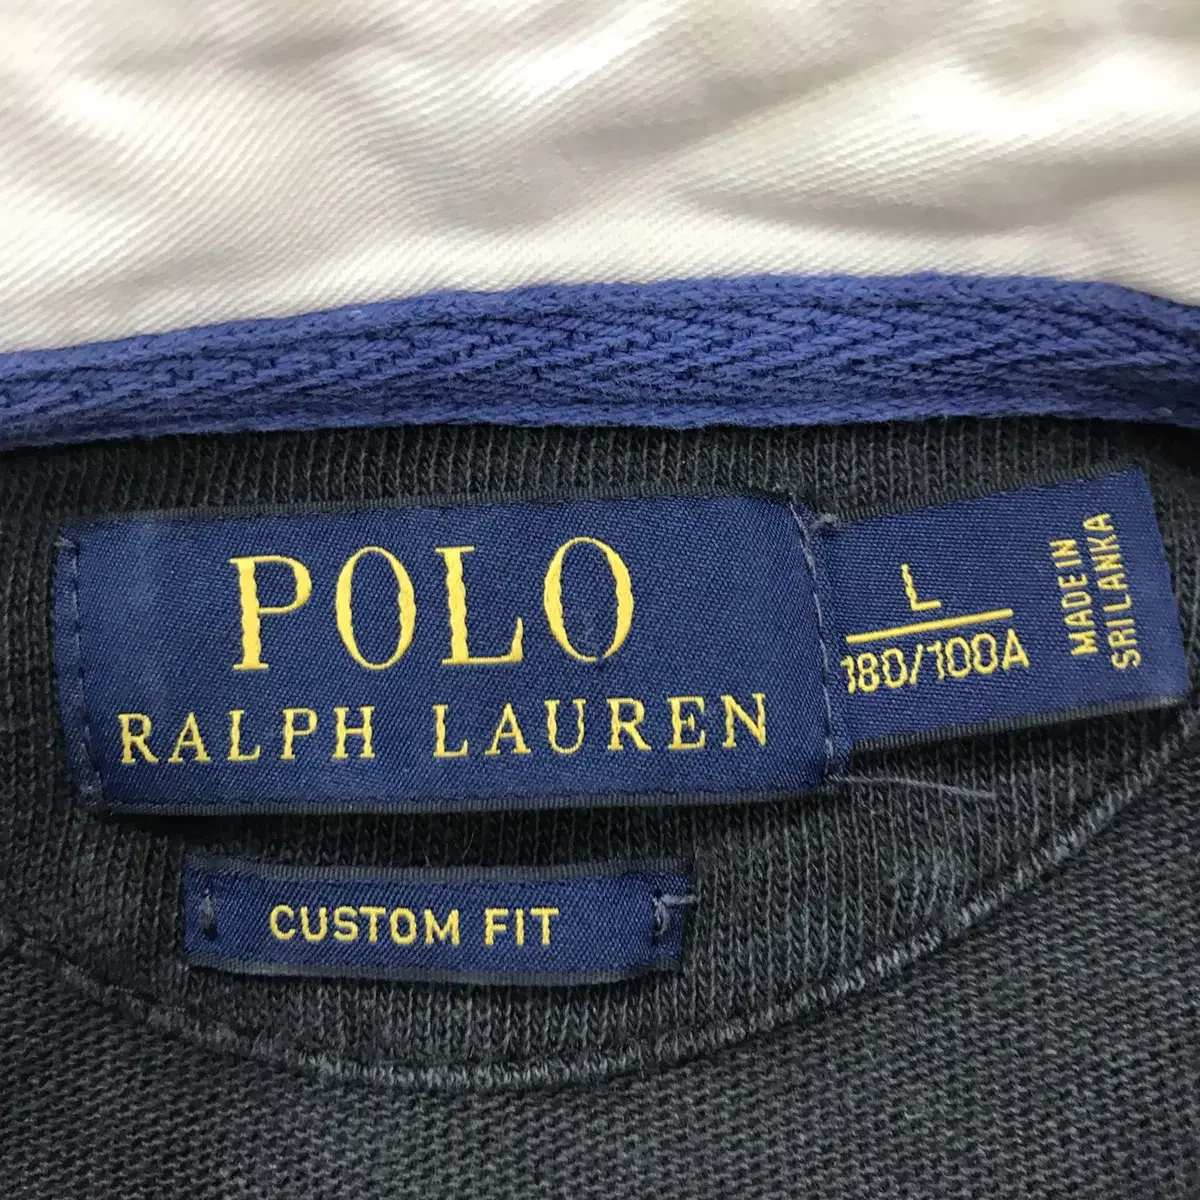 POLO
RALPH LAUREN
L
180/100A
MADE IN
SRI LANKA
CUSTOM FIT